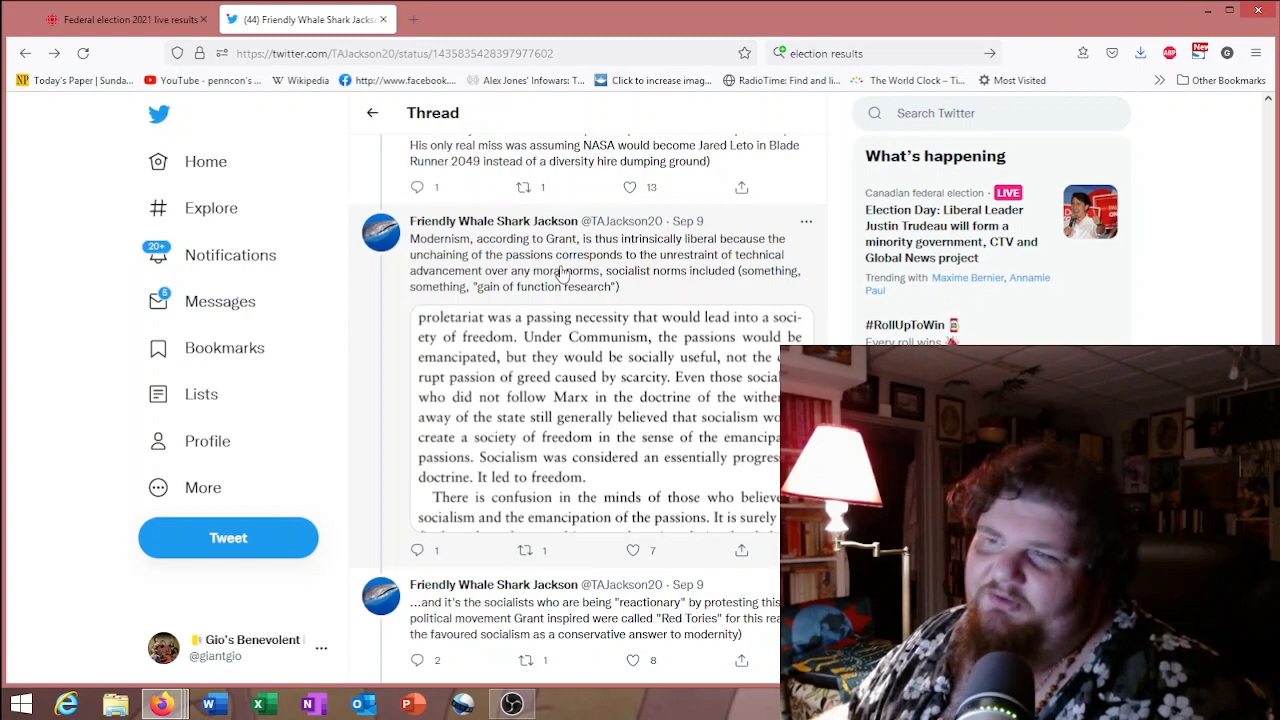 Federal election 2021 live results
(44) Friendly Whale Shark Jackso
https://twitter.com/TAJackson20/status/1435835428397977602
election results
ABP
New
G
NP
Today's Paper | Sunda...
YouTube - penncon's...
Wikipedia
http://www.facebook....
Alex Jones' Infowars: T...
Click to increase imag...
RadioTime: Find and li...
The World Clock – Ti...
Most Visited
Other Bookmarks
Home
Explore
20+
Notifications
6
Messages
Bookmarks
Lists
Profile
More
Tweet
Gio's Benevolent
@giantgio
Thread
His only real miss was assuming NASA would become Jared Leto in Blade
Runner 2049 instead of a diversity hire dumping ground)
1 1 13
Friendly Whale Shark Jackson @TAJackson20 · Sep 9
Modernism, according to Grant, is thus intrinsically liberal because the
unchaining of the passions corresponds to the unrestraint of technical
advancement over any moral norms, socialist norms included (something,
something, "gain of function research")
proletariat was a passing necessity that would lead into a soci-
ety of freedom. Under Communism, the passions would be
emancipated, but they would be socially useful, not the c
rupt passion of greed caused by scarcity. Even those socia
who did not follow Marx in the doctrine of the wither
away of the state still generally believed that socialism wo
create a society of freedom in the sense of the emancipa
passions. Socialism was considered an essentially progres
doctrine. It led to freedom.
There is confusion in the minds of those who believe
socialism and the emancipation of the passions. It is surely
1 1 7
Friendly Whale Shark Jackson @TAJackson20 · Sep 9
...and it's the socialists who are being "reactionary" by protesting this
political movement Grant inspired were called "Red Tories" for this rea
the favoured socialism as a conservative answer to modernity)
2 1 8
Search Twitter
What's happening
Canadian federal election · LIVE
Election Day: Liberal Leader
Justin Trudeau will form a
minority government, CTV and
Global News project
Trending with Maxime Bernier, Annamie
Paul
#RollUpToWin
Every roll wins